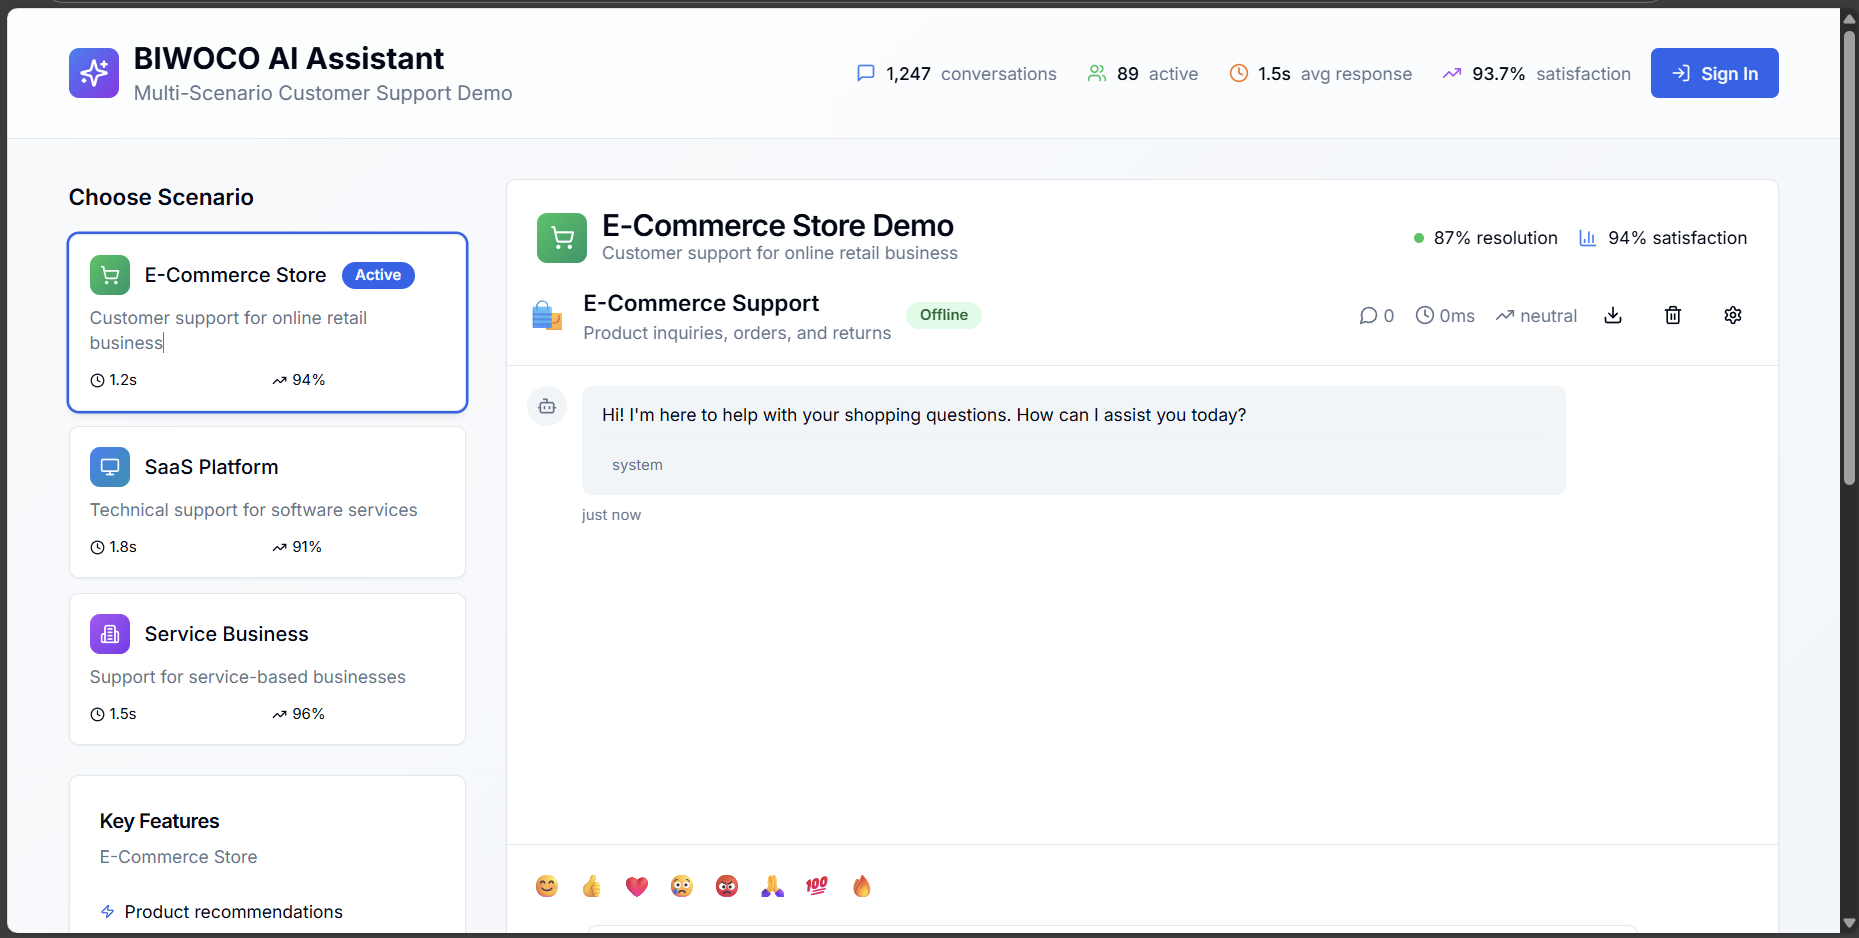 BIWOCO AI Assistant
Multi-Scenario Customer Support Demo
1,247 conversations
89 active
1.5s avg response
93.7% satisfaction
Sign In
Choose Scenario
E-Commerce Store Active
Customer support for online retail
business
1.2s 94%
SaaS Platform
Technical support for software services
1.8s 91%
Service Business
Support for service-based businesses
1.5s 96%
Key Features
E-Commerce Store
Product recommendations
E-Commerce Store Demo
Customer support for online retail business
87% resolution 94% satisfaction
E-Commerce Support
Product inquiries, orders, and returns
Offline
0 0ms neutral
Hi! I'm here to help with your shopping questions. How can I assist you today?
system
just now
100